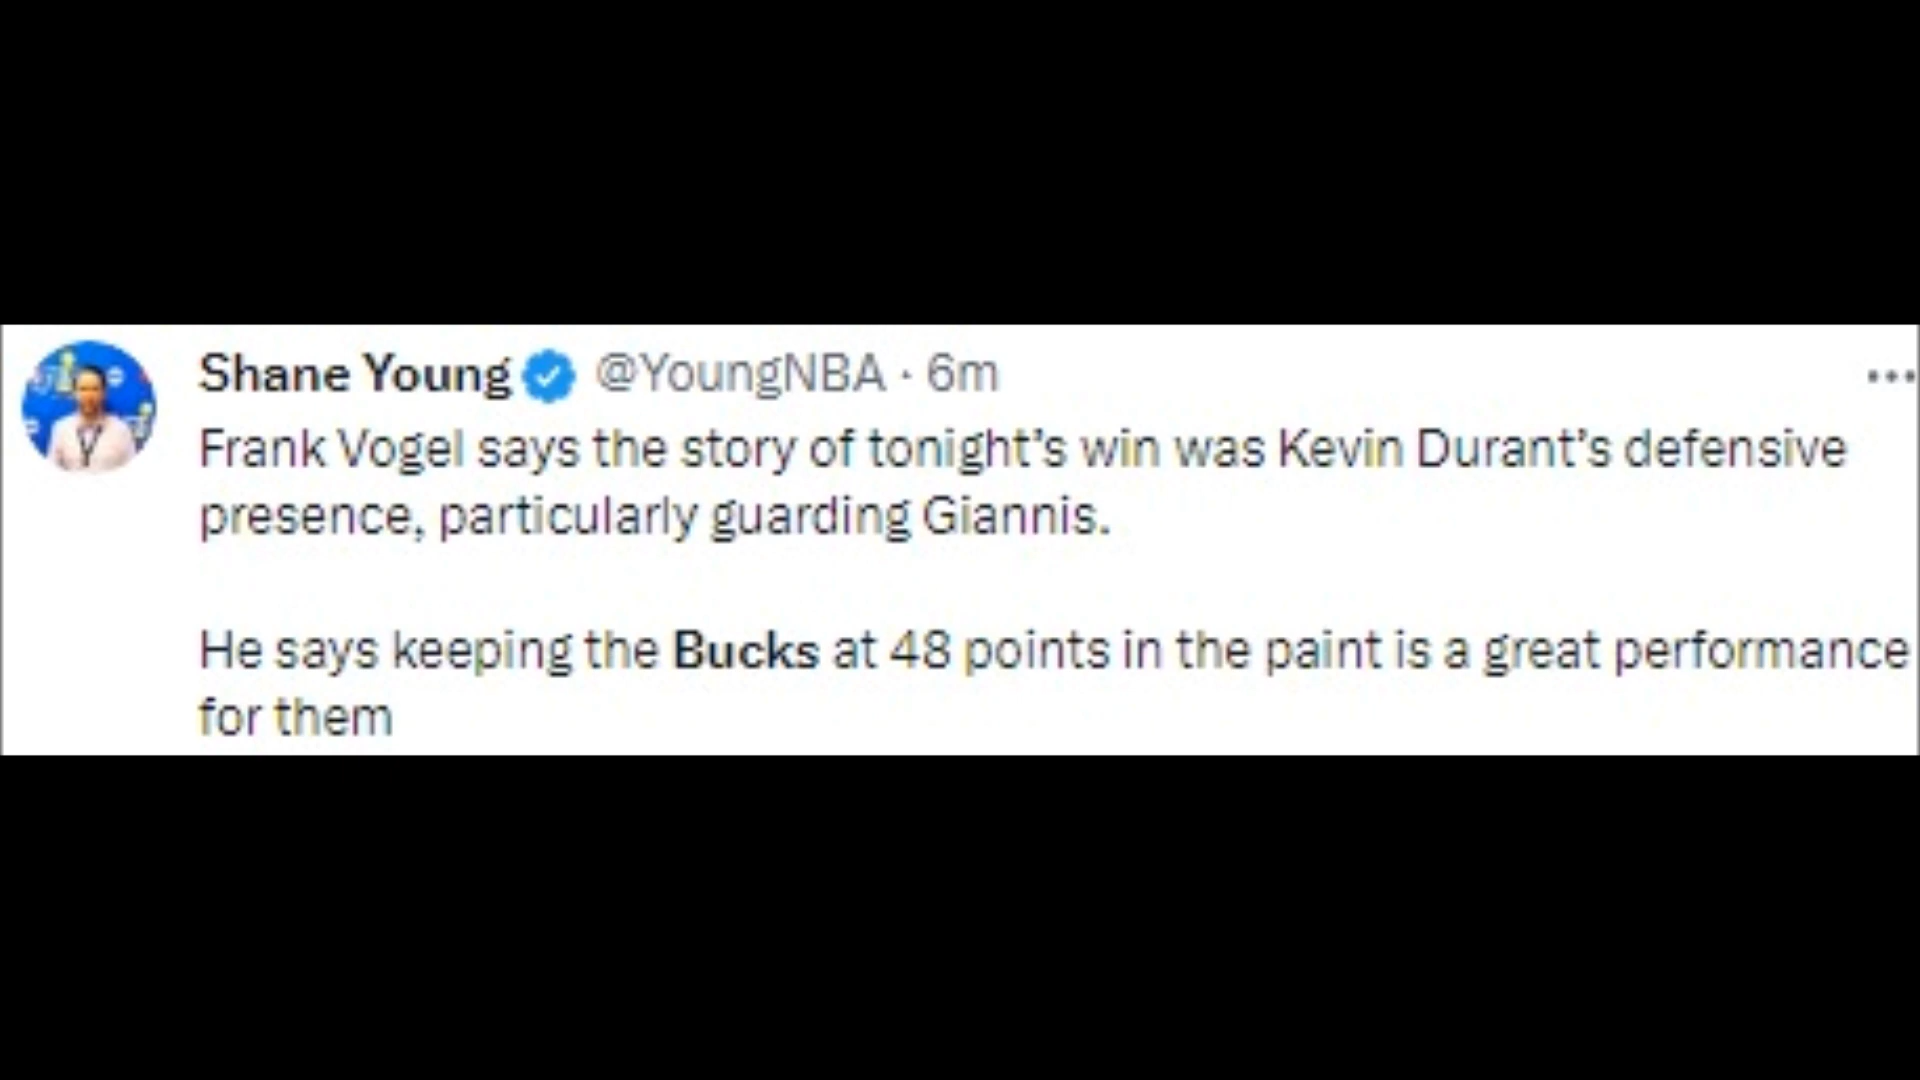 Shane Young @YoungNBA · 6m
Frank Vogel says the story of tonight’s win was Kevin Durant’s defensive
presence, particularly guarding Giannis.
He says keeping the Bucks at 48 points in the paint is a great performance
for them